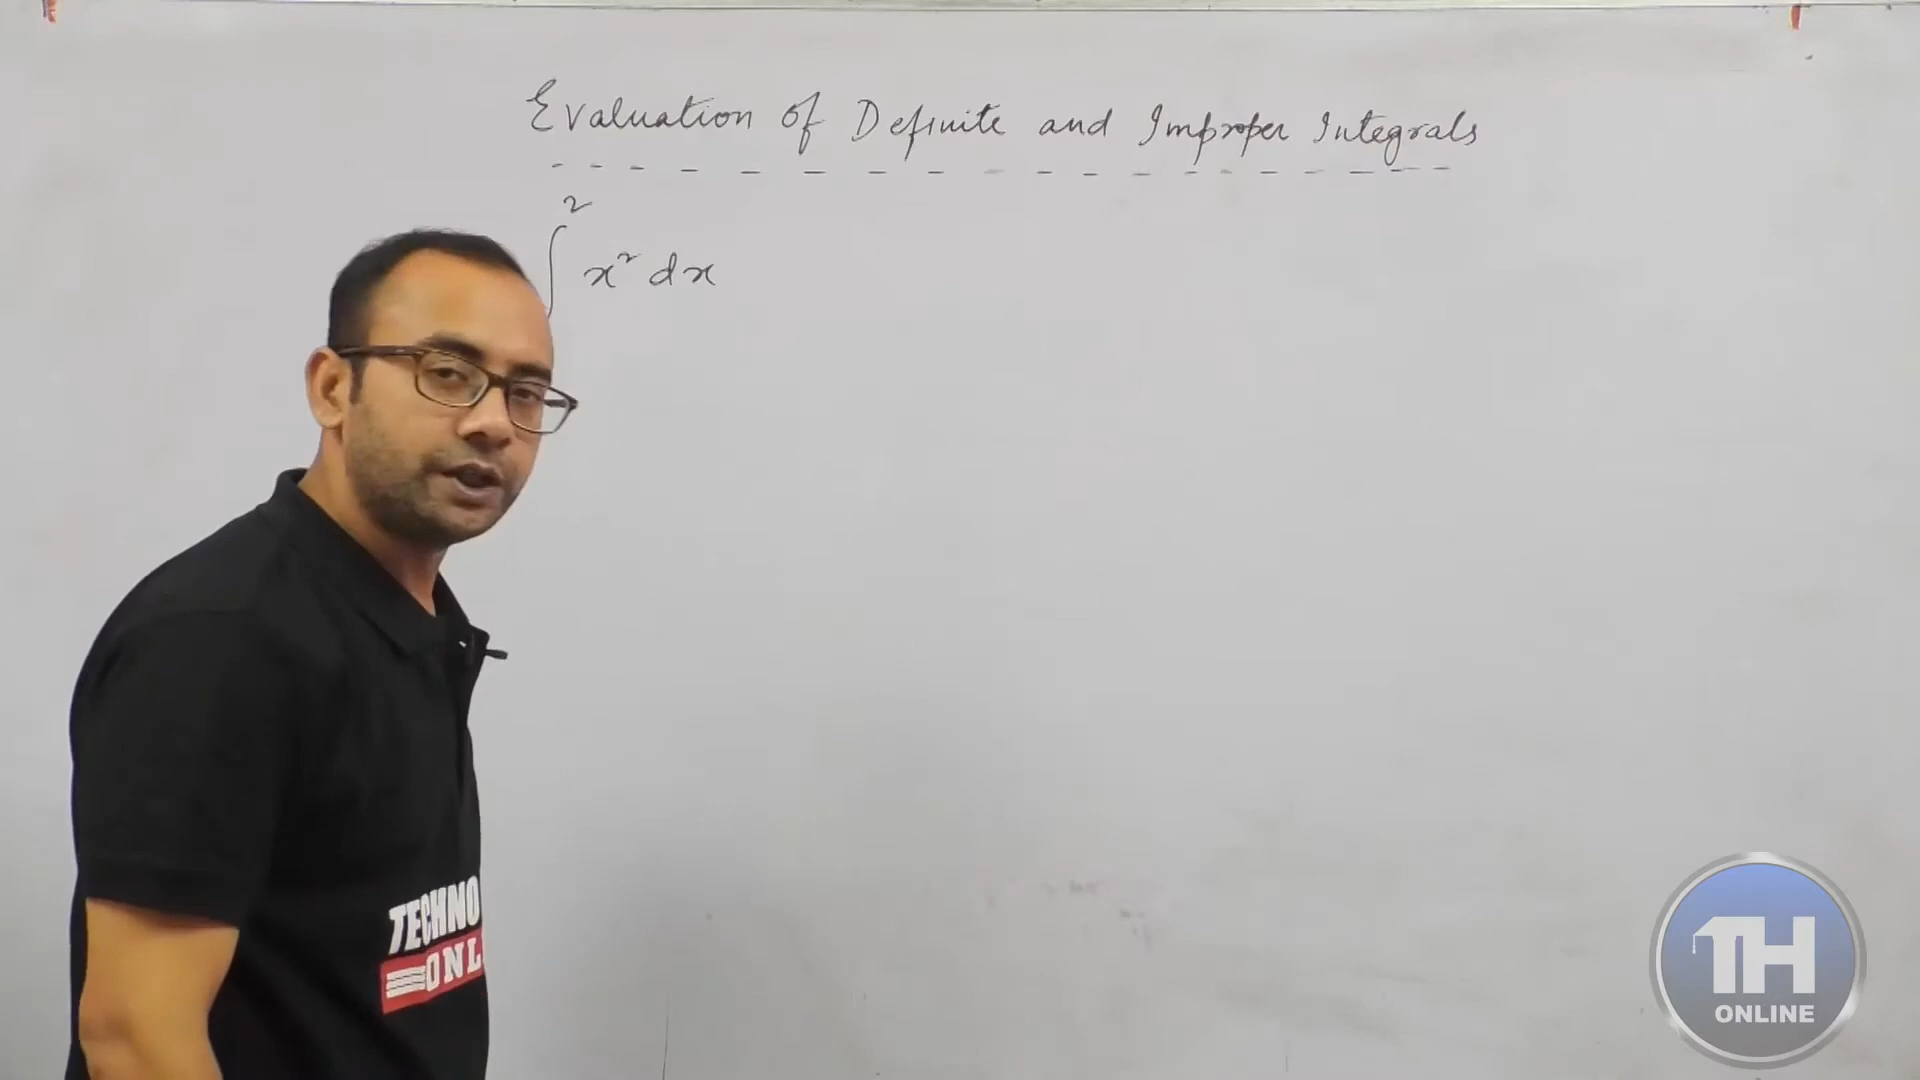 Evaluation of Definite and Improper Integrals
2
∫ x² dx
TECHNO
ONL
TH
ONLINE